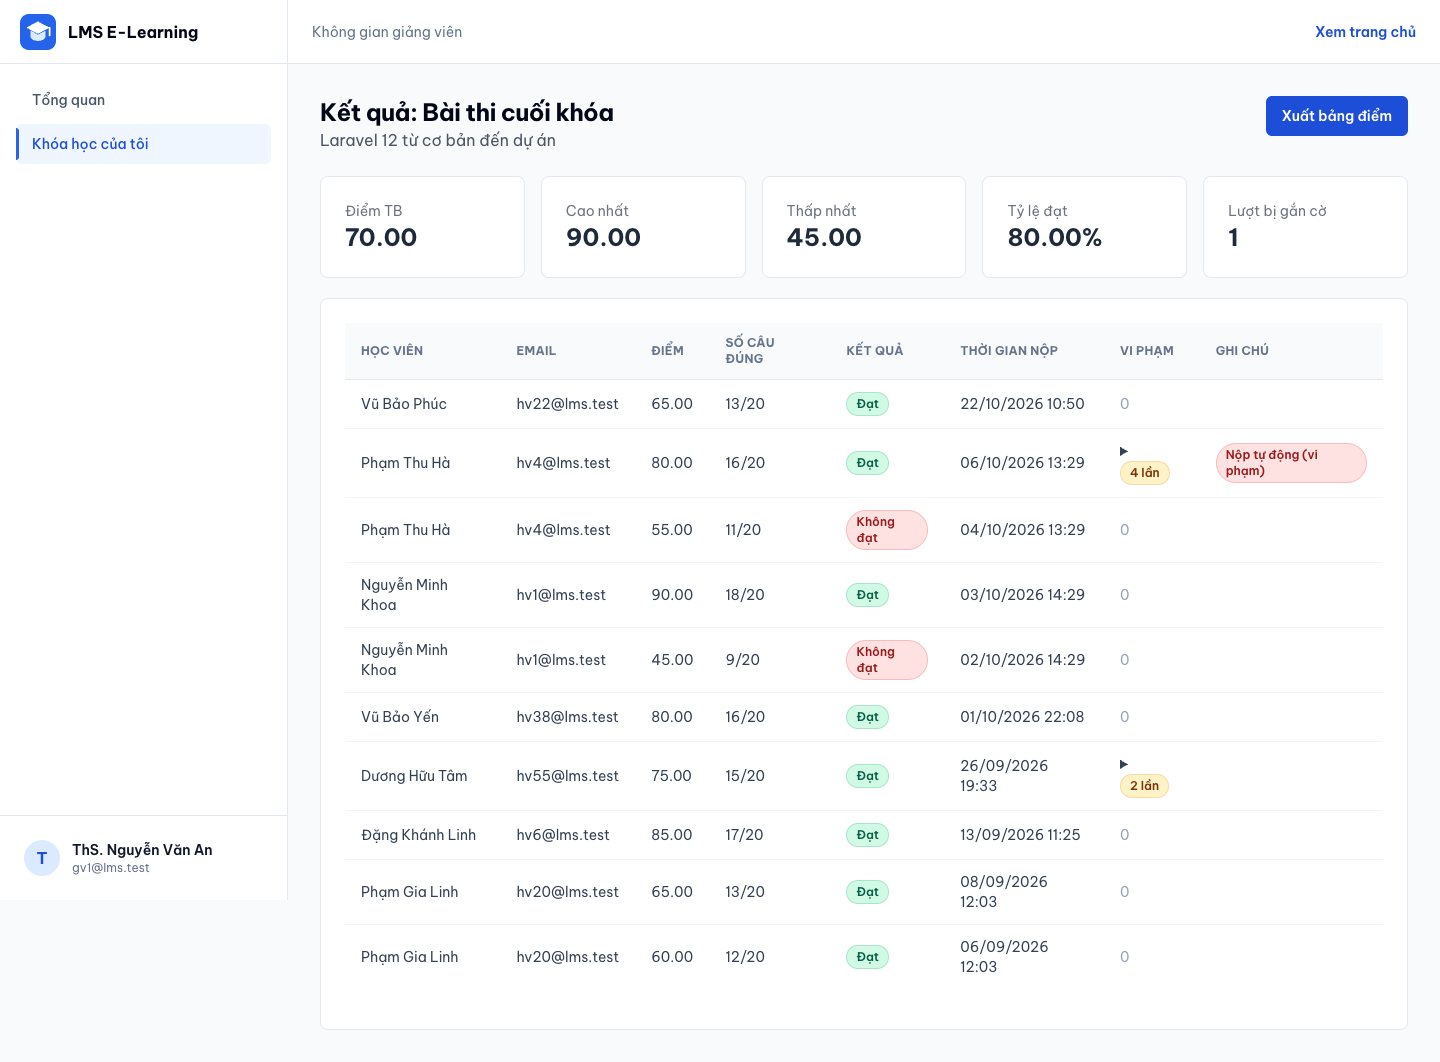 LMS E-Learning
Không gian giảng viên
Xem trang chủ
Tổng quan
Khóa học của tôi
Kết quả: Bài thi cuối khóa
Laravel 12 từ cơ bản đến dự án
Xuất bảng điểm
Điểm TB
70.00
Cao nhất
90.00
Thấp nhất
45.00
Tỷ lệ đạt
80.00%
Lượt bị gắn cờ
1
HỌC VIÊN EMAIL ĐIỂM SỐ CÂU ĐÚNG KẾT QUẢ THỜI GIAN NỘP VI PHẠM GHI CHÚ
Vũ Bảo Phúc hv22@lms.test 65.00 13/20 Đạt 22/10/2026 10:50 0
Phạm Thu Hà hv4@lms.test 80.00 16/20 Đạt 06/10/2026 13:29 4 lần Nộp tự động (vi phạm)
Phạm Thu Hà hv4@lms.test 55.00 11/20 Không đạt 04/10/2026 13:29 0
Nguyễn Minh Khoa hv1@lms.test 90.00 18/20 Đạt 03/10/2026 14:29 0
Nguyễn Minh Khoa hv1@lms.test 45.00 9/20 Không đạt 02/10/2026 14:29 0
Vũ Bảo Yến hv38@lms.test 80.00 16/20 Đạt 01/10/2026 22:08 0
Dương Hữu Tâm hv55@lms.test 75.00 15/20 Đạt 26/09/2026 19:33 2 lần
Đặng Khánh Linh hv6@lms.test 85.00 17/20 Đạt 13/09/2026 11:25 0
Phạm Gia Linh hv20@lms.test 65.00 13/20 Đạt 08/09/2026 12:03 0
Phạm Gia Linh hv20@lms.test 60.00 12/20 Đạt 06/09/2026 12:03 0
T
ThS. Nguyễn Văn An
gv1@lms.test